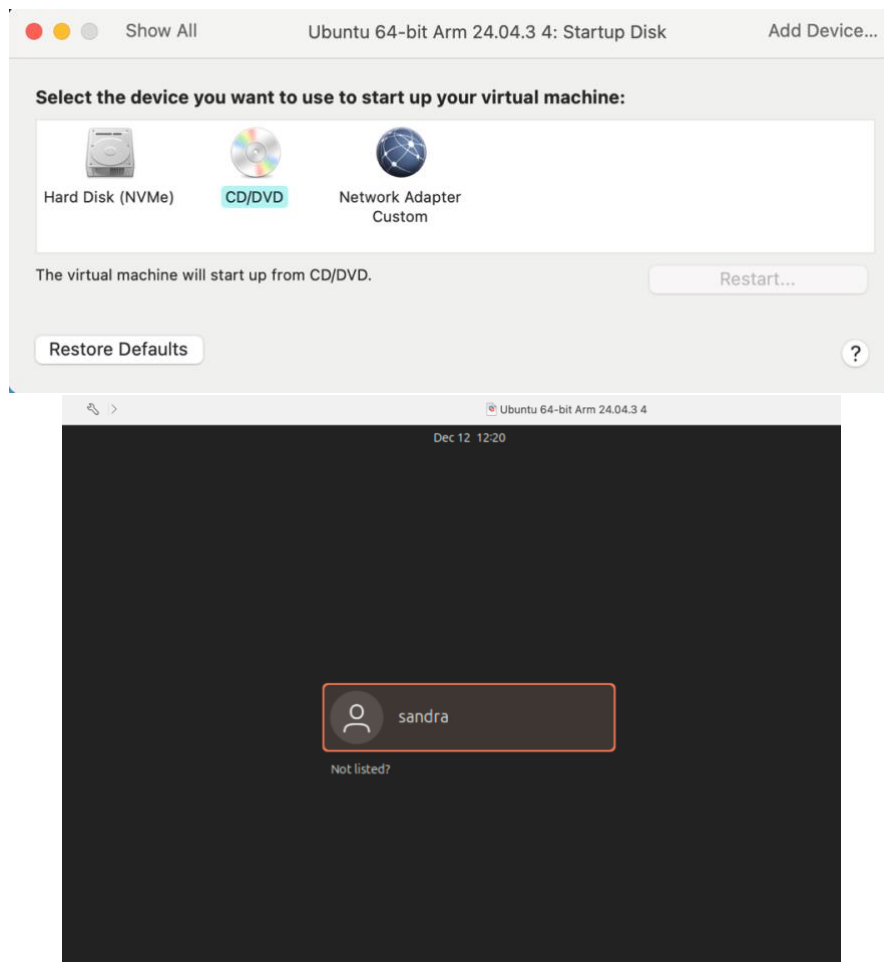 Show All Ubuntu 64-bit Arm 24.04.3 4: Startup Disk Add Device...
Select the device you want to use to start up your virtual machine:
Hard Disk (NVMe) CD/DVD Network Adapter
Custom
The virtual machine will start up from CD/DVD.
Restart...
Restore Defaults ?
Ubuntu 64-bit Arm 24.04.3 4
Dec 12 12:20
sandra
Not listed?